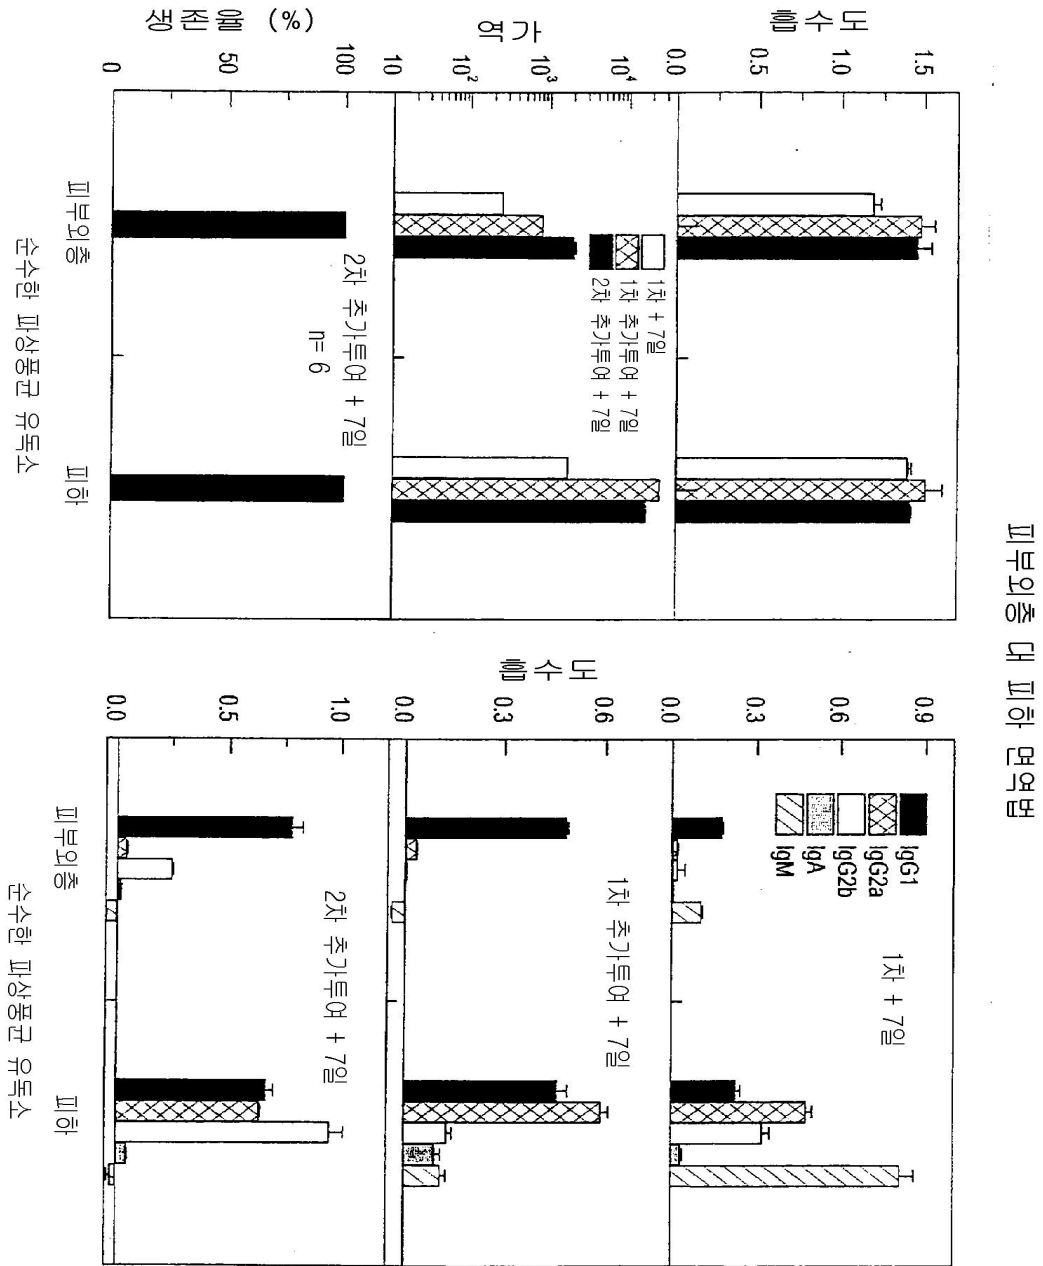 피부외층 대 피하 면역법
흡수도
0.0
0.5
1.0
1.5
역가
10
10²
10³
10⁴
1차 + 7일
1차 추가투여 + 7일
2차 추가투여 + 7일
생존율 (%)
0
50
100
2차 추가투여 + 7일
n= 6
피부외층
피하
순수한 파상풍균 유독소
흡수도
0.0
0.3
0.6
0.9
IgG1
IgG2a
IgG2b
IgA
IgM
1차 + 7일
0.0
0.3
0.6
1차 추가투여 + 7일
0.0
0.5
1.0
2차 추가투여 + 7일
피부외층
피하
순수한 파상풍균 유독소